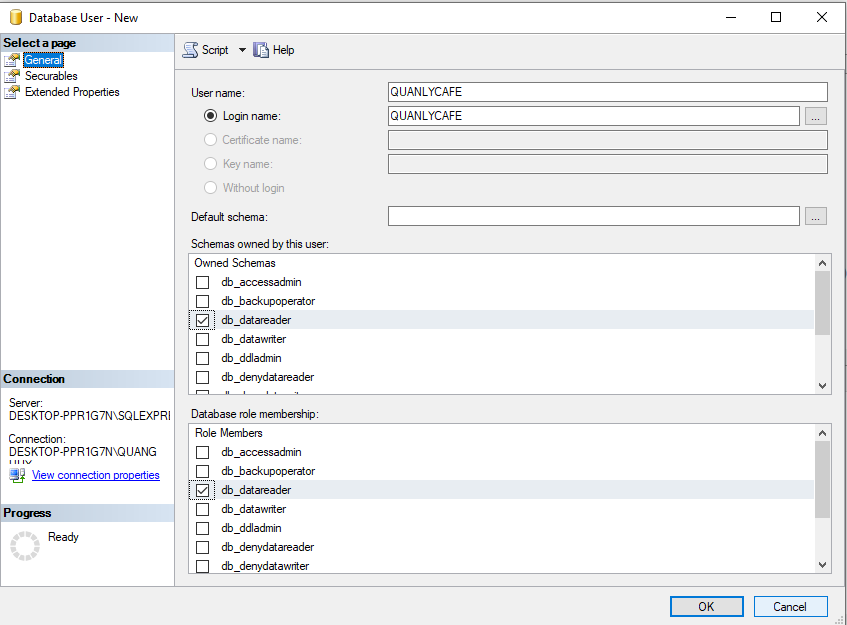 Database User - New
Select a page
General
Securables
Extended Properties
Script
Help
User name:
QUANLYCAFE
Login name:
QUANLYCAFE
...
Certificate name:
Key name:
Without login
Default schema:
...
Schemas owned by this user:
Owned Schemas
db_accessadmin
db_backupoperator
db_datareader
db_datawriter
db_ddladmin
db_denydatareader
Database role membership:
Role Members
db_accessadmin
db_backupoperator
db_datareader
db_datawriter
db_ddladmin
db_denydatareader
db_denydatawriter
Connection
Server:
DESKTOP-PPR1G7N\SQLEXPRI
Connection:
DESKTOP-PPR1G7N\QUANG
View connection properties
Progress
Ready
OK
Cancel